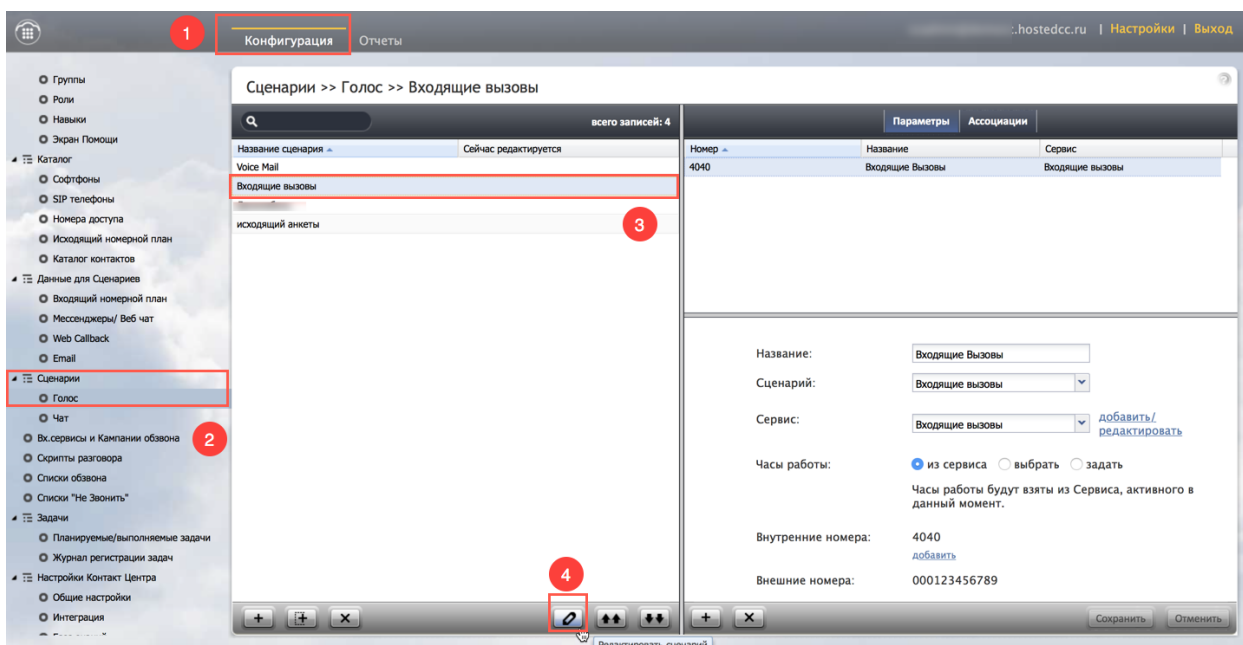 1
Конфигурация
Отчеты
:.hostedcc.ru | Настройки | Выход
Группы
Роли
Навыки
Экран Помощи
Каталог
Софтфоны
SIP телефоны
Номера доступа
Исходящий номерной план
Каталог контактов
Данные для Сценариев
Входящий номерной план
Мессенджеры/ Веб чат
Web Callback
Email
Сценарии
Голос
Чат
Вх.сервисы и Кампании обзвона
2
Скрипты разговора
Списки обзвона
Списки "Не Звонить"
Задачи
Планируемые/выполняемые задачи
Журнал регистрации задач
Настройки Контакт Центра
Общие настройки
Интеграция
Сценарии >> Голос >> Входящие вызовы
всего записей: 4
Название сценария
Сейчас редактируется
Voice Mail
Входящие вызовы
исходящий анкеты
3
4
Редактировать сценарий
Параметры
Ассоциации
Номер
Название
Сервис
4040
Входящие Вызовы
Входящие вызовы
Название:
Входящие Вызовы
Сценарий:
Входящие вызовы
Сервис:
Входящие вызовы
добавить/
редактировать
Часы работы:
из сервиса
выбрать
задать
Часы работы будут взяты из Сервиса, активного в
данный момент.
Внутренние номера:
4040
добавить
Внешние номера:
000123456789
Сохранить
Отменить